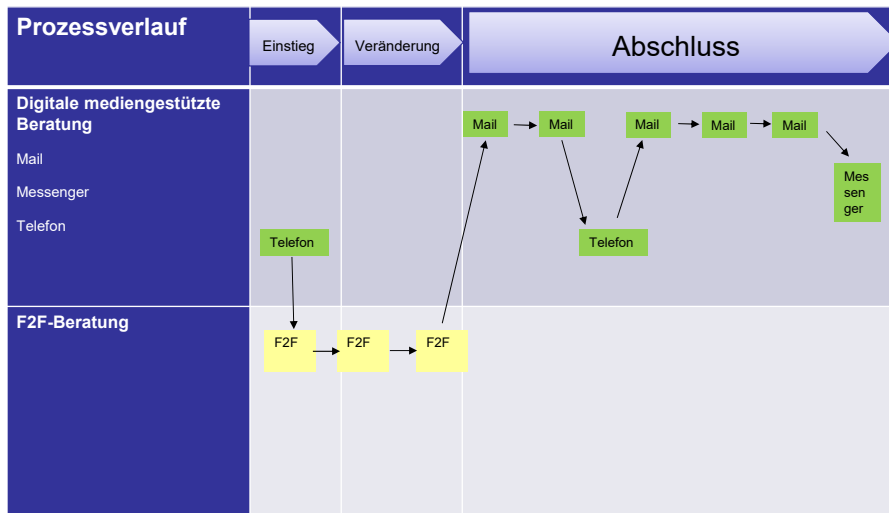 Prozessverlauf
Einstieg
Veränderung
Abschluss
Digitale mediengestützte
Beratung
Mail
Messenger
Telefon
Mail
Mail
Mail
Mail
Mail
Mes
sen
ger
Telefon
Telefon
F2F-Beratung
F2F
F2F
F2F